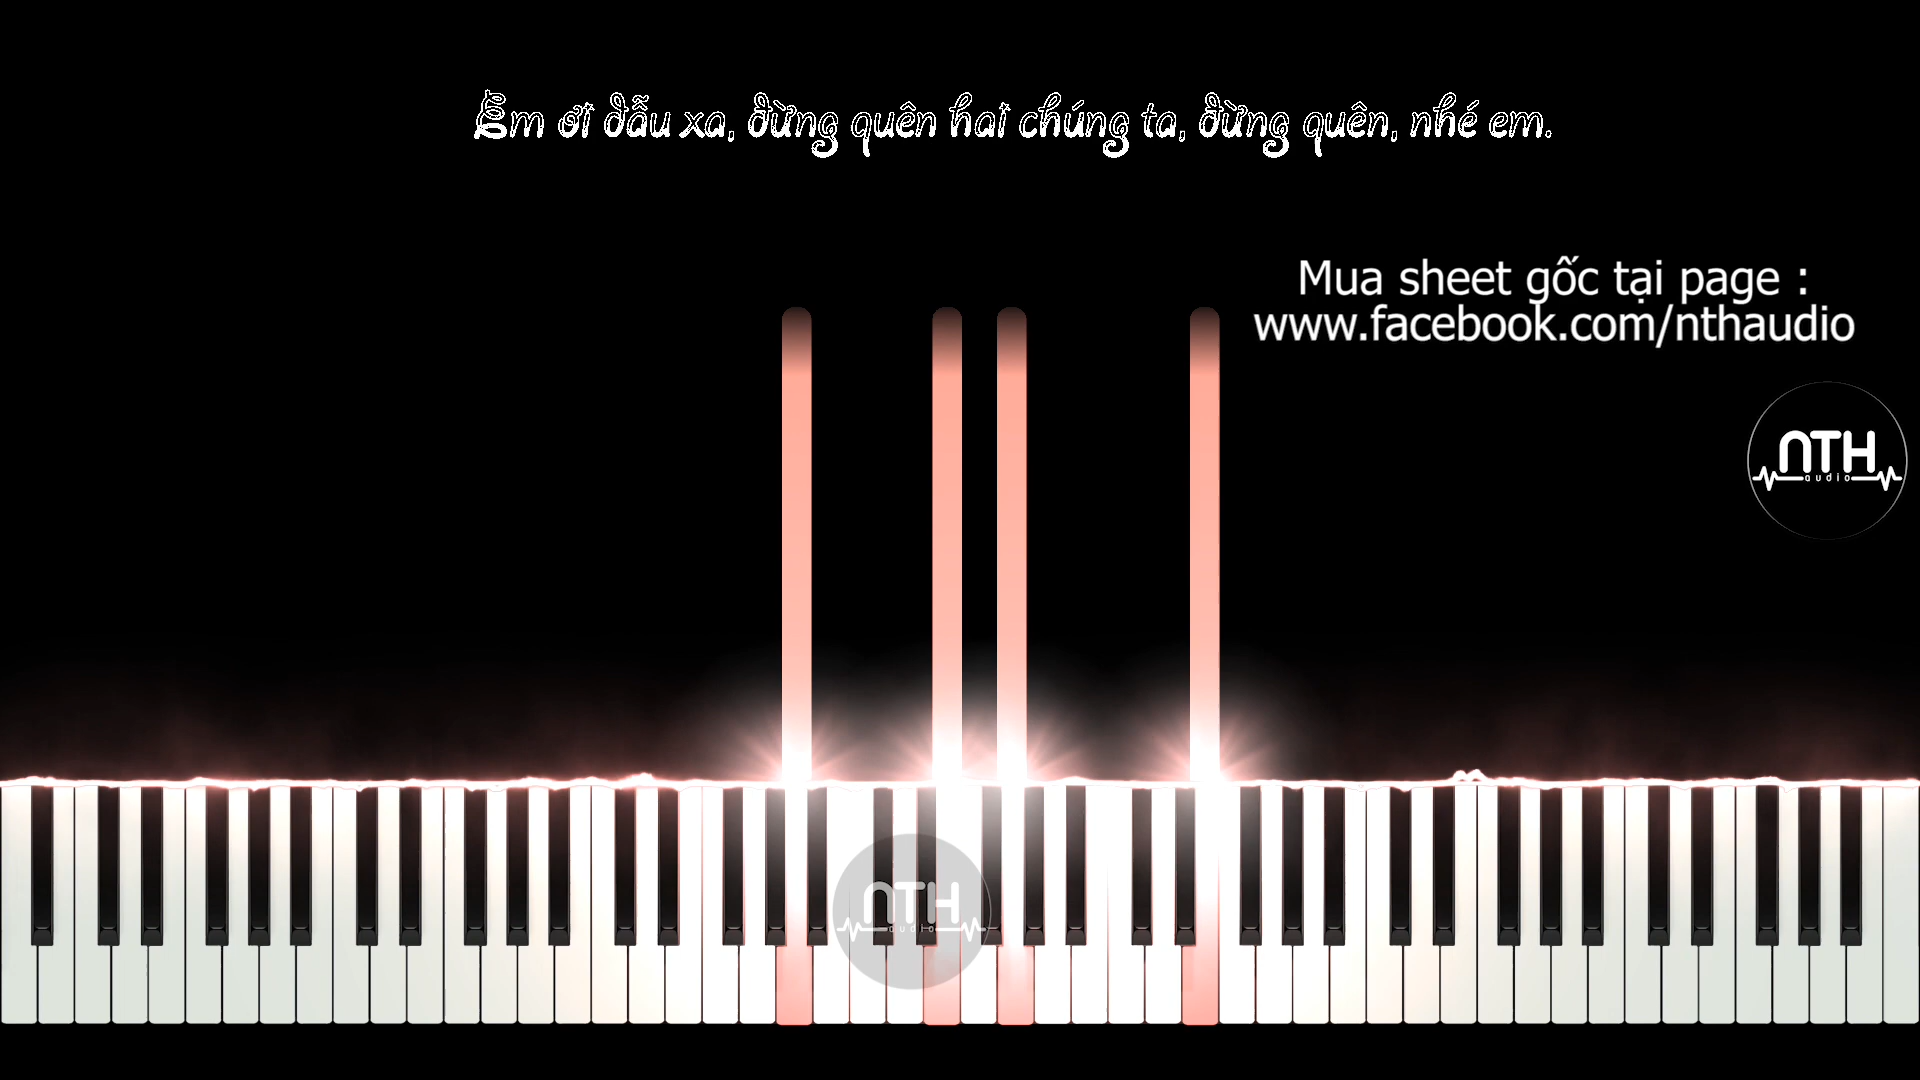 Em ơi dẫu xa, đừng quên hai chúng ta, đừng quên, nhé em.
Mua sheet gốc tại page :
www.facebook.com/nthaudio
NTH
audio
NTH
audio